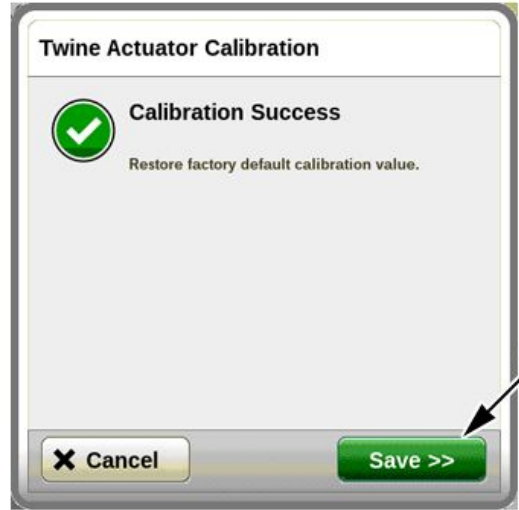 Twine Actuator Calibration
Calibration Success
Restore factory default calibration value.
Cancel
Save >>